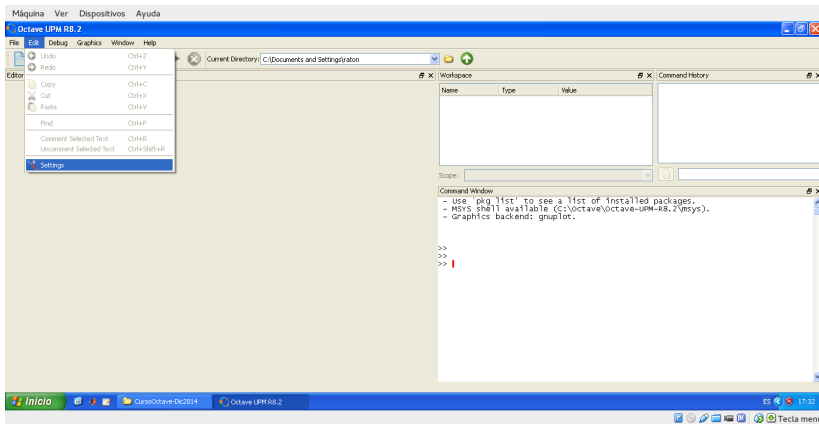 Máquina Ver Dispositivos Ayuda
Octave UPM R8.2
File Edit Debug Graphics Window Help
Current Directory: C:\Documents and Settings\raton
Undo Ctrl+Z
Redo Ctrl+Y
Copy Ctrl+C
Cut Ctrl+X
Paste Ctrl+V
Find Ctrl+F
Comment Selected Text Ctrl+R
Uncomment Selected Text Ctrl+Shift+R
Settings
Editor
Workspace
Name Type Value
Scope:
Command History
Command Window
- Use `pkg list' to see a list of installed packages.
- MSYS shell available (C:\Octave\Octave-UPM-R8.2\msys).
- Graphics backend: gnuplot.
>>
>>
>>
Inicio CursoOctave-Dic2014 Octave UPM R8.2 ES 17:32
Tecla men